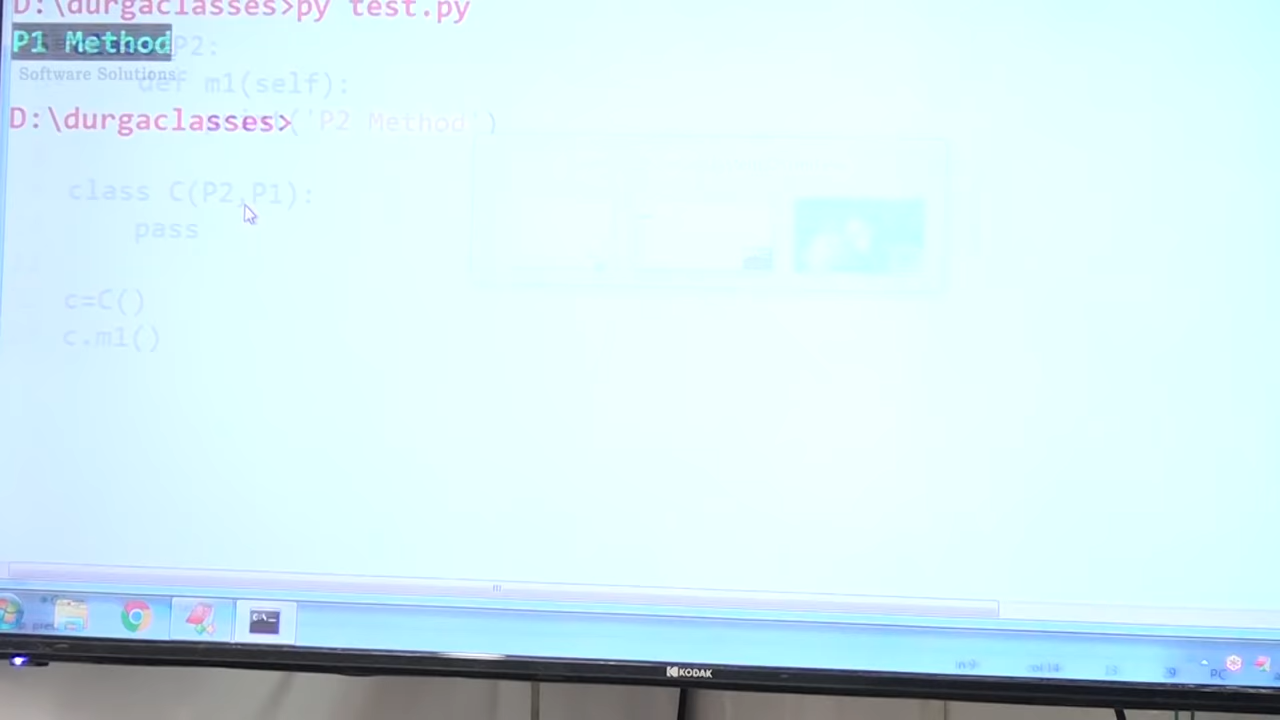 D:\durgaclasses>py test.py
P1 Method
P2:
Software Solutions
def m1(self):
D:\durgaclasses>
('P2 Method')
class C(P2,P1):
pass
c=C()
c.m1()
KODAK